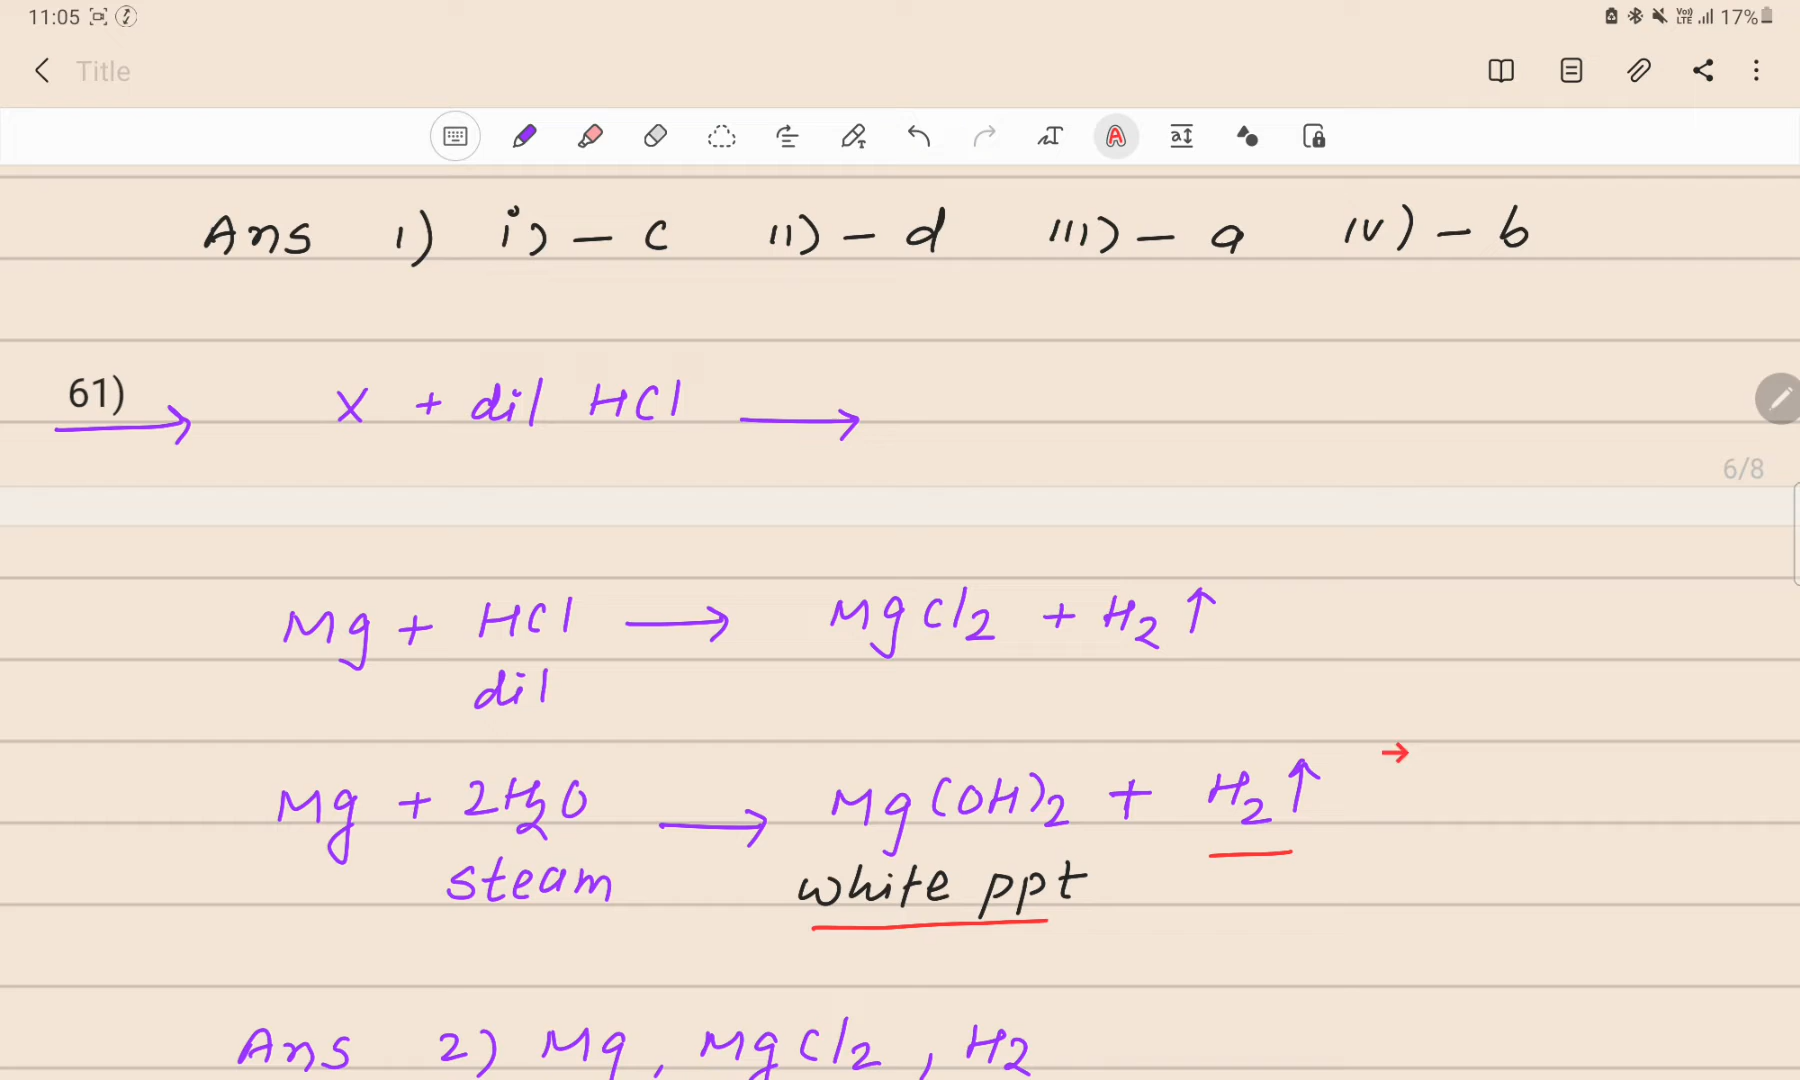 11:05 17%
Title
Ans 1) i) – c ii) – d iii) – a iv) – b
61) X + dil HCl ⟶
6/8
Mg + HCl ⟶ MgCl2 + H2 ↑
dil
Mg + 2H2O ⟶ Mg(OH)2 + H2 ↑ →
steam white ppt
Ans 2) Mg, MgCl2, H2